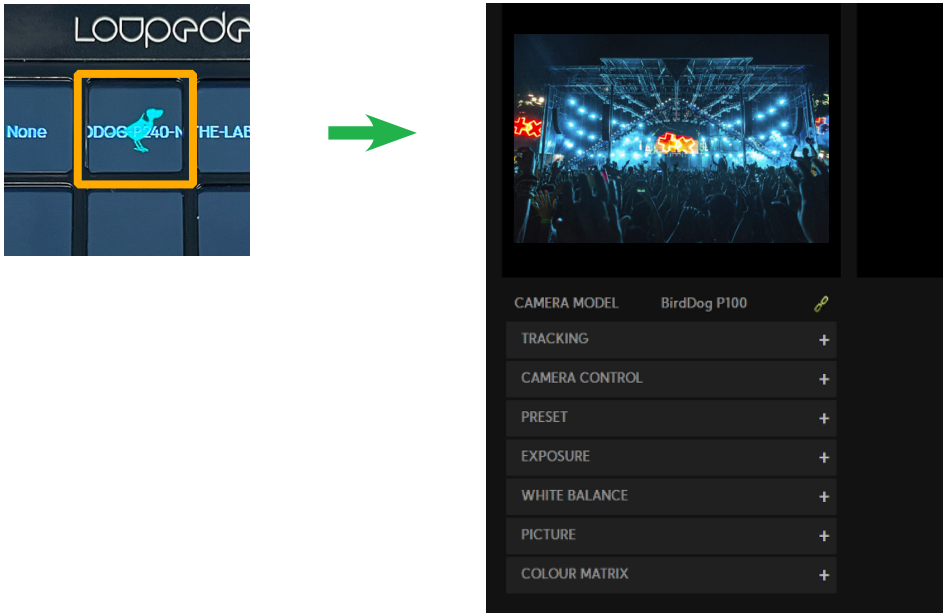 LOUPEDE
None
DDOG-P240-N
THE-LAB
CAMERA MODEL BirdDog P100
TRACKING +
CAMERA CONTROL +
PRESET +
EXPOSURE +
WHITE BALANCE +
PICTURE +
COLOUR MATRIX +